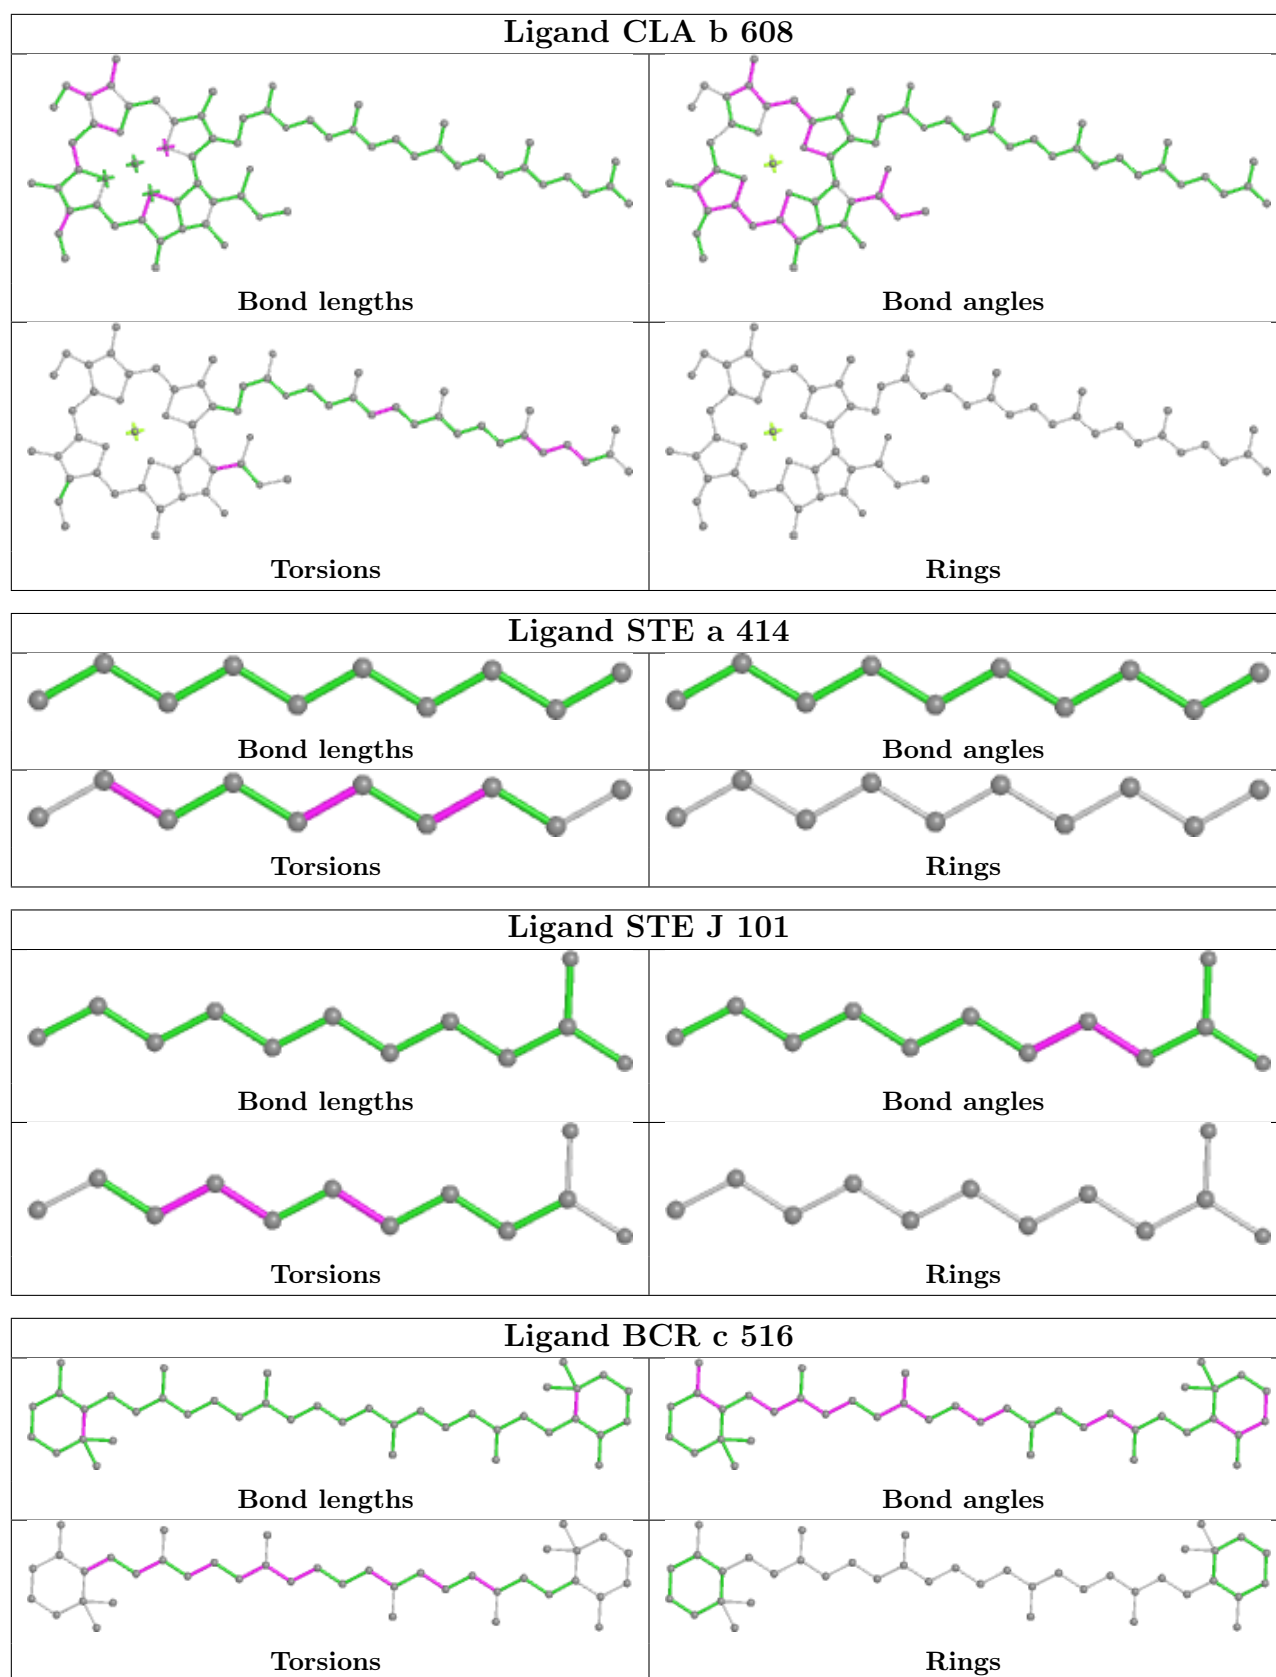 Ligand CLA b 608
Bond lengths
Bond angles
Torsions
Rings
Ligand STE a 414
Bond lengths
Bond angles
Torsions
Rings
Ligand STE J 101
Bond lengths
Bond angles
Torsions
Rings
Ligand BCR c 516
Bond lengths
Bond angles
Torsions
Rings